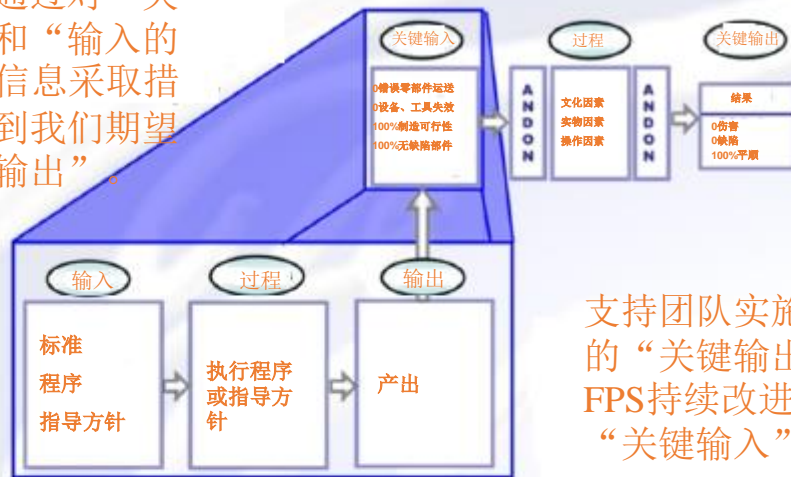 通过对“关
和“输入的
信息采取措
到我们期望
输出”。
关键输入
过程
关键输出
0错误零部件运送
0设备、工具失效
100%制造可行性
100%无缺陷部件
ANDON
文化因素
实物因素
操作因素
ANDON
结果
0伤害
0缺陷
100%平顺
输入
过程
输出
标准
程序
指导方针
执行程序
或指导方
针
产出
支持团队实施
的“关键输出
FPS持续改进
“关键输入”